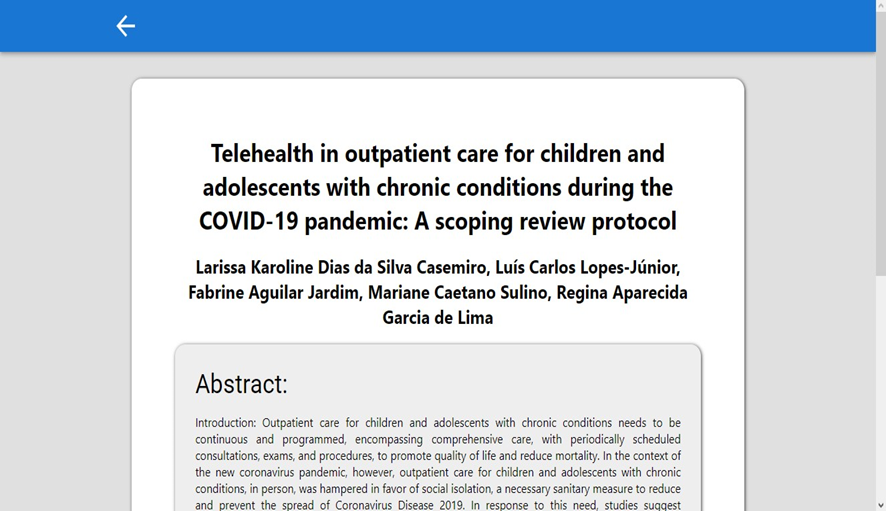 Telehealth in outpatient care for children and
adolescents with chronic conditions during the
COVID-19 pandemic: A scoping review protocol
Larissa Karoline Dias da Silva Casemiro, Luís Carlos Lopes-Júnior,
Fabrine Aguilar Jardim, Mariane Caetano Sulino, Regina Aparecida
Garcia de Lima
Abstract:
Introduction: Outpatient care for children and adolescents with chronic conditions needs to be
continuous and programmed, encompassing comprehensive care, with periodically scheduled
consultations, exams, and procedures, to promote quality of life and reduce mortality. In the context of
the new coronavirus pandemic, however, outpatient care for children and adolescents with chronic
conditions, in person, was hampered in favor of social isolation, a necessary sanitary measure to reduce
and prevent the spread of Coronavirus Disease 2019. In response to this need, studies suggest